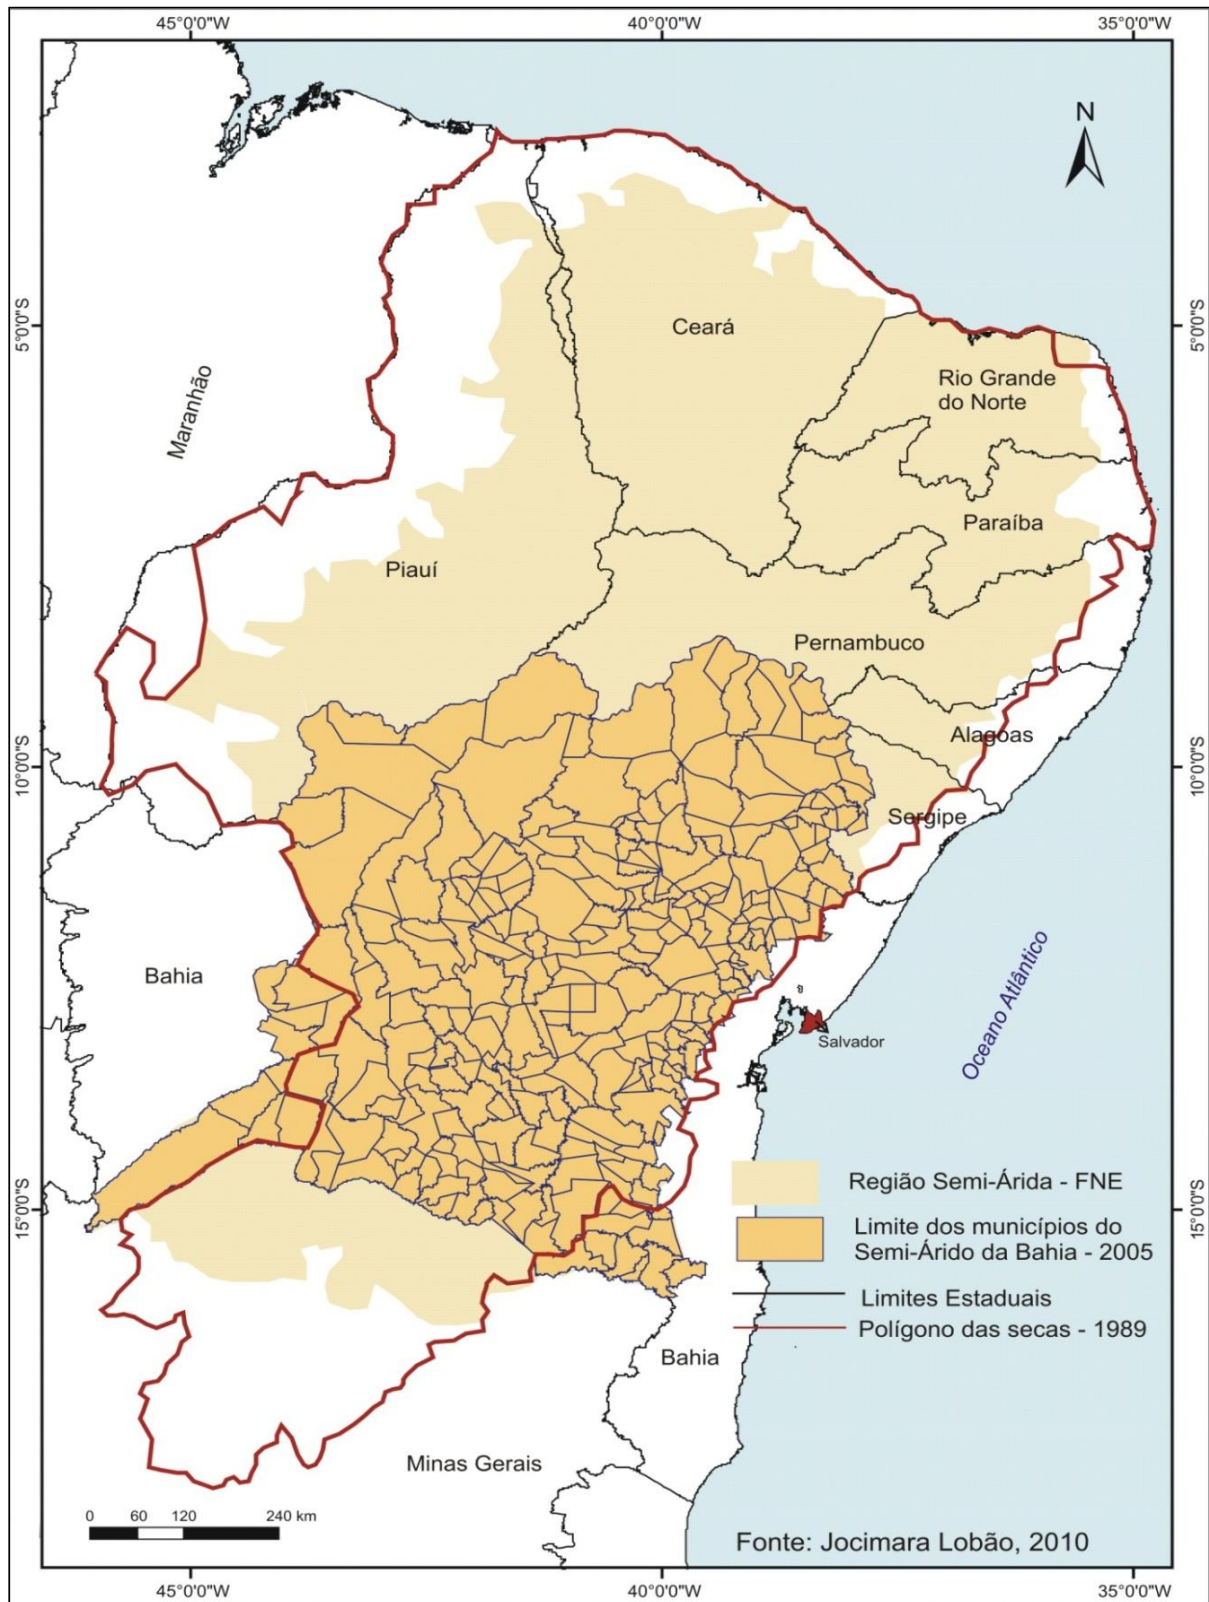 45°0'0"W
40°0'0"W
35°0'0"W
N
5°0'0"S
5°0'0"S
Ceará
Maranhão
Rio Grande
do Norte
Paraíba
Piauí
Pernambuco
Alagoas
10°0'0"S
10°0'0"S
Sergipe
Bahia
Oceano Atlântico
Salvador
15°0'0"S
15°0'0"S
Região Semi-Árida - FNE
Limite dos municípios do
Semi-Árido da Bahia - 2005
Limites Estaduais
Polígono das secas - 1989
Bahia
Minas Gerais
0 60 120 240 km
Fonte: Jocimara Lobão, 2010
45°0'0"W
40°0'0"W
35°0'0"W